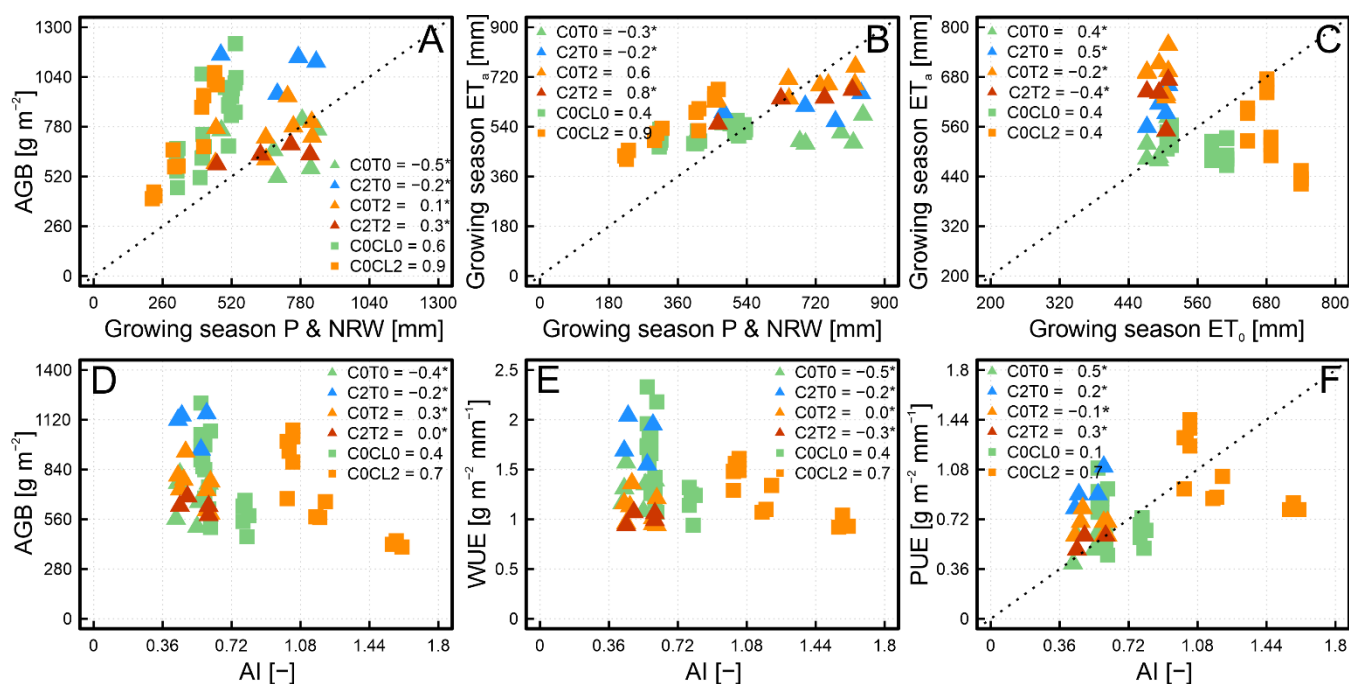 A
AGB [g m⁻²]
1300
1040
780
520
260
0
C0T0 = −0.5*
C2T0 = −0.2*
C0T2 = 0.1*
C2T2 = 0.3*
C0CL0 = 0.6
C0CL2 = 0.9
0 260 520 780 1040 1300
Growing season P & NRW [mm]
B
Growing season ETa [mm]
900
720
540
360
180
0
C0T0 = −0.3*
C2T0 = −0.2*
C0T2 = 0.6
C2T2 = 0.8*
C0CL0 = 0.4
C0CL2 = 0.9
0 180 360 540 720 900
Growing season P & NRW [mm]
C
Growing season ET a [mm]
800
680
560
440
320
200
C0T0 = 0.4*
C2T0 = 0.5*
C0T2 = −0.2*
C2T2 = −0.4*
C0CL0 = 0.4
C0CL2 = 0.4
200 320 440 560 680 800
Growing season ET₀ [mm]
D
AGB [g m⁻²]
1400
1120
840
560
280
0
C0T0 = −0.4*
C2T0 = −0.2*
C0T2 = 0.3*
C2T2 = 0.0*
C0CL0 = 0.4
C0CL2 = 0.7
0 0.36 0.72 1.08 1.44 1.8
AI [−]
E
WUE [g m⁻² mm⁻¹]
2.5
2
1.5
1
0.5
0
C0T0 = −0.5*
C2T0 = −0.2*
C0T2 = 0.0*
C2T2 = −0.3*
C0CL0 = 0.4
C0CL2 = 0.7
0 0.36 0.72 1.08 1.44 1.8
AI [−]
F
PUE [g m⁻² mm⁻¹]
1.8
1.44
1.08
0.72
0.36
0
C0T0 = 0.5*
C2T0 = 0.2*
C0T2 = −0.1*
C2T2 = 0.3*
C0CL0 = 0.1
C0CL2 = 0.7
0 0.36 0.72 1.08 1.44 1.8
AI [−]